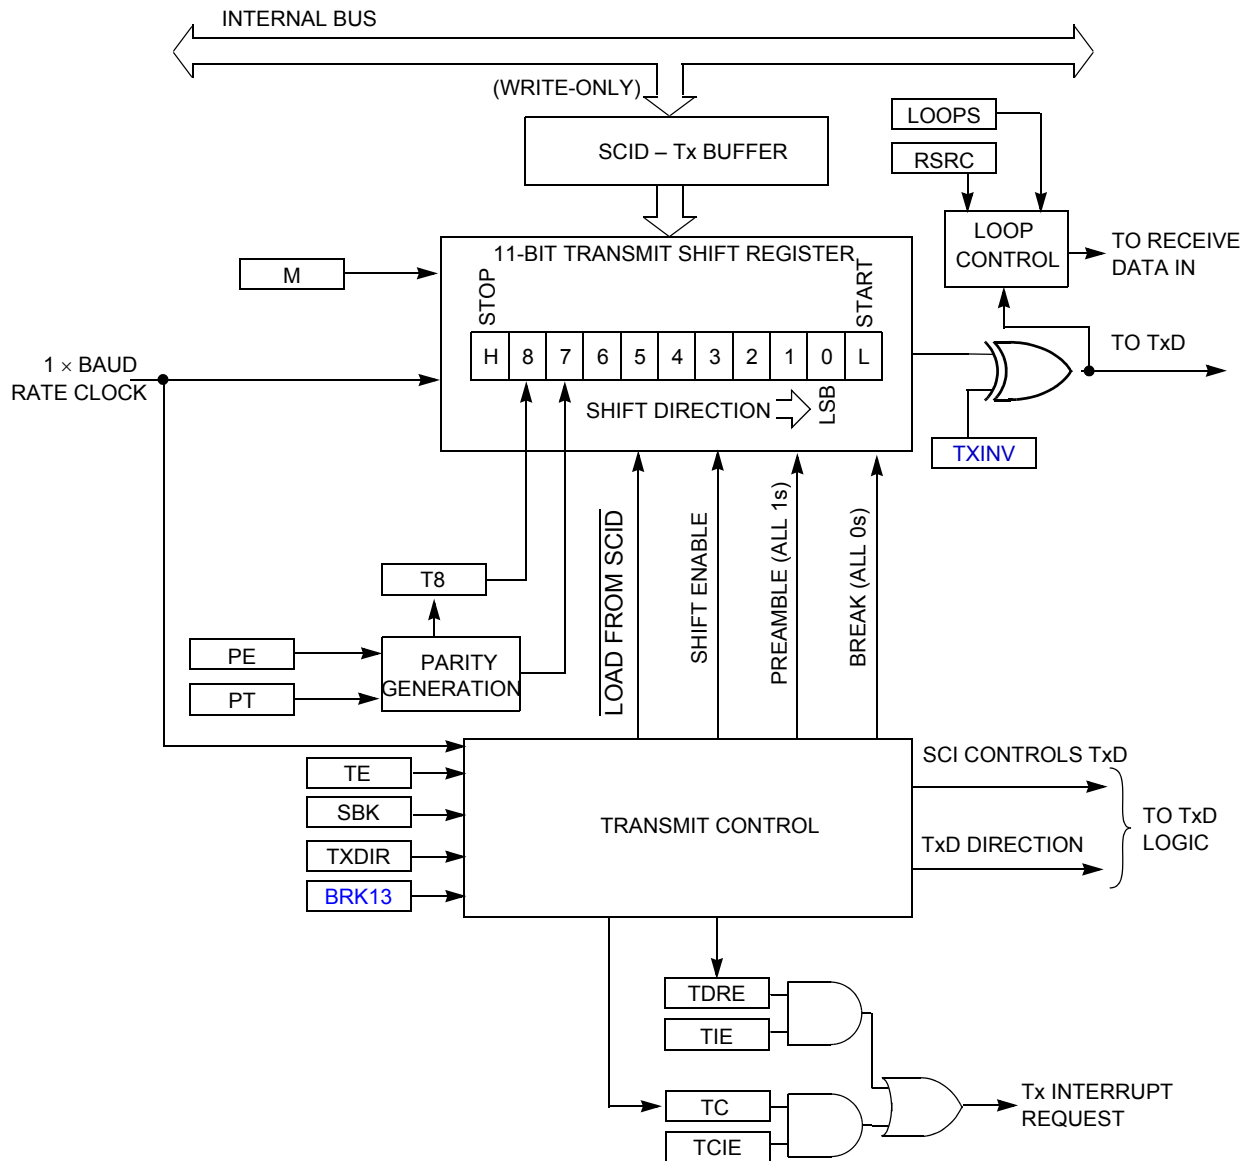 INTERNAL BUS
(WRITE-ONLY)
SCID – Tx BUFFER
LOOPS
RSRC
LOOP
CONTROL
TO RECEIVE
DATA IN
11-BIT TRANSMIT SHIFT REGISTER
M
STOP
START
H 8 7 6 5 4 3 2 1 0 L
1 × BAUD
RATE CLOCK
SHIFT DIRECTION
LSB
TO TxD
TXINV
LOAD FROM SCID
SHIFT ENABLE
PREAMBLE (ALL 1s)
BREAK (ALL 0s)
T8
PE
PT
PARITY
GENERATION
TE
SBK
TXDIR
BRK13
TRANSMIT CONTROL
SCI CONTROLS TxD
TxD DIRECTION
TO TxD
LOGIC
TDRE
TIE
TC
TCIE
Tx INTERRUPT
REQUEST